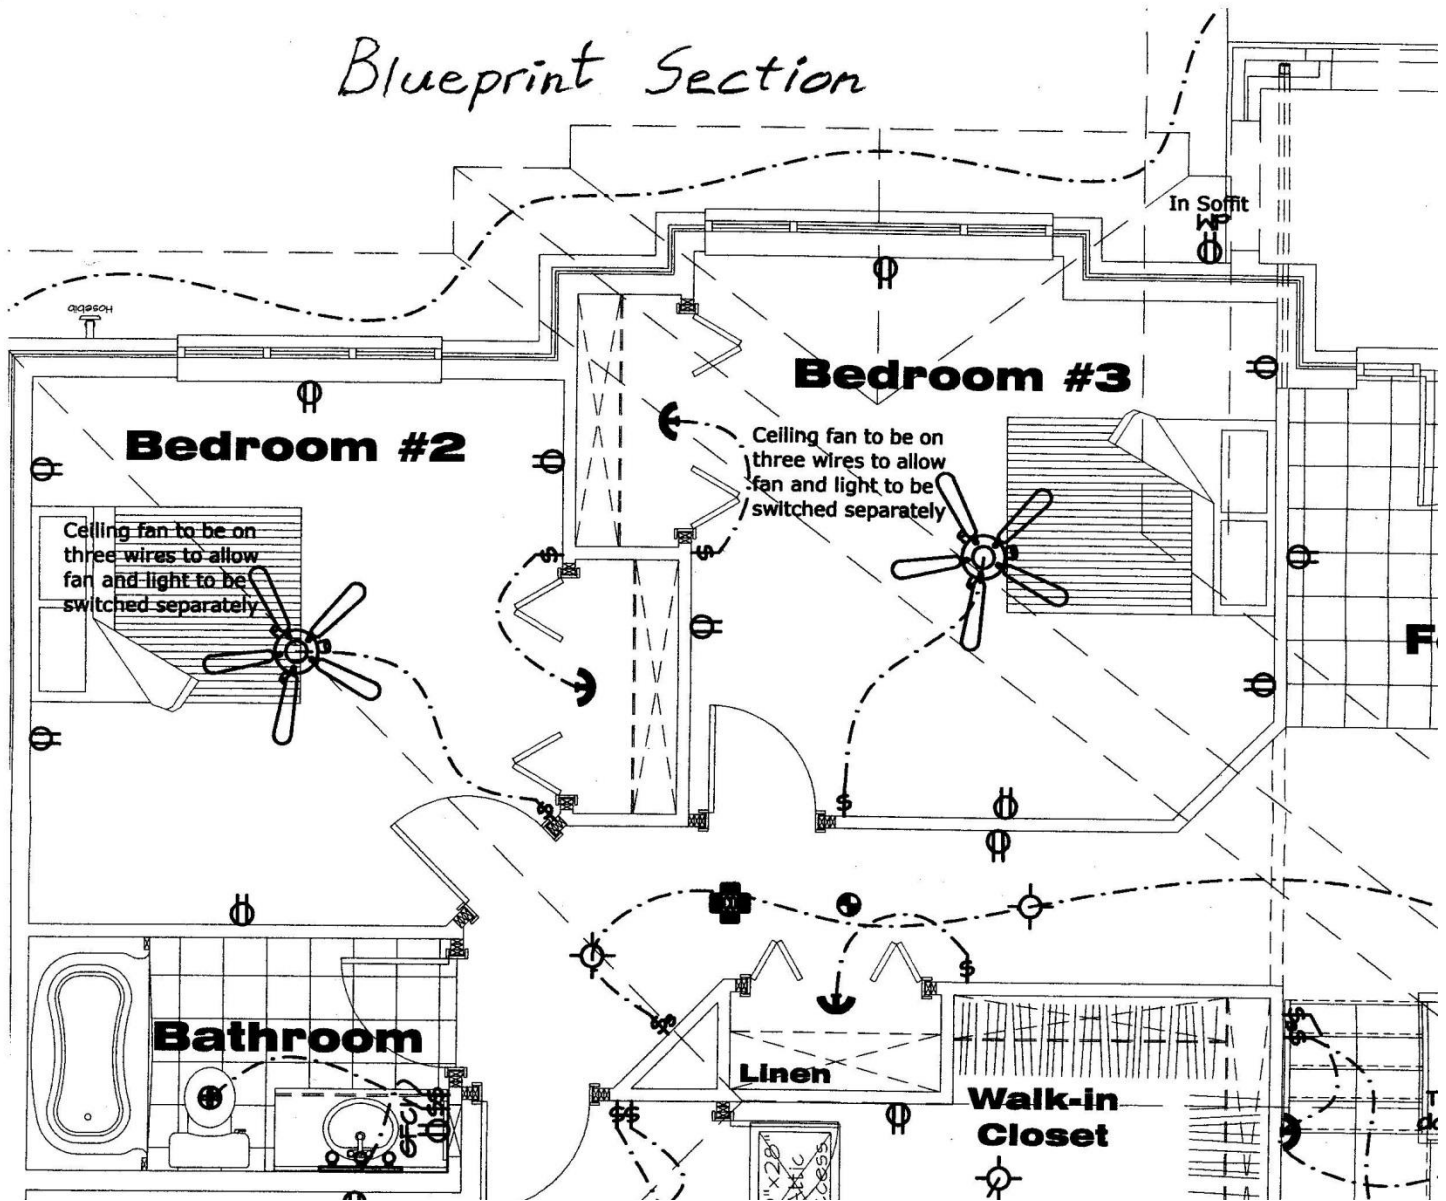 Blueprint Section
In Soffit
WP
Hosebib
Bedroom #3
Ceiling fan to be on
three wires to allow
fan and light to be
switched separately
Bedroom #2
Ceiling fan to be on
three wires to allow
fan and light to be
switched separately
$
$
$
$
$
Bathroom
GFCI
$$
Linen
$$
Walk-in
Closet